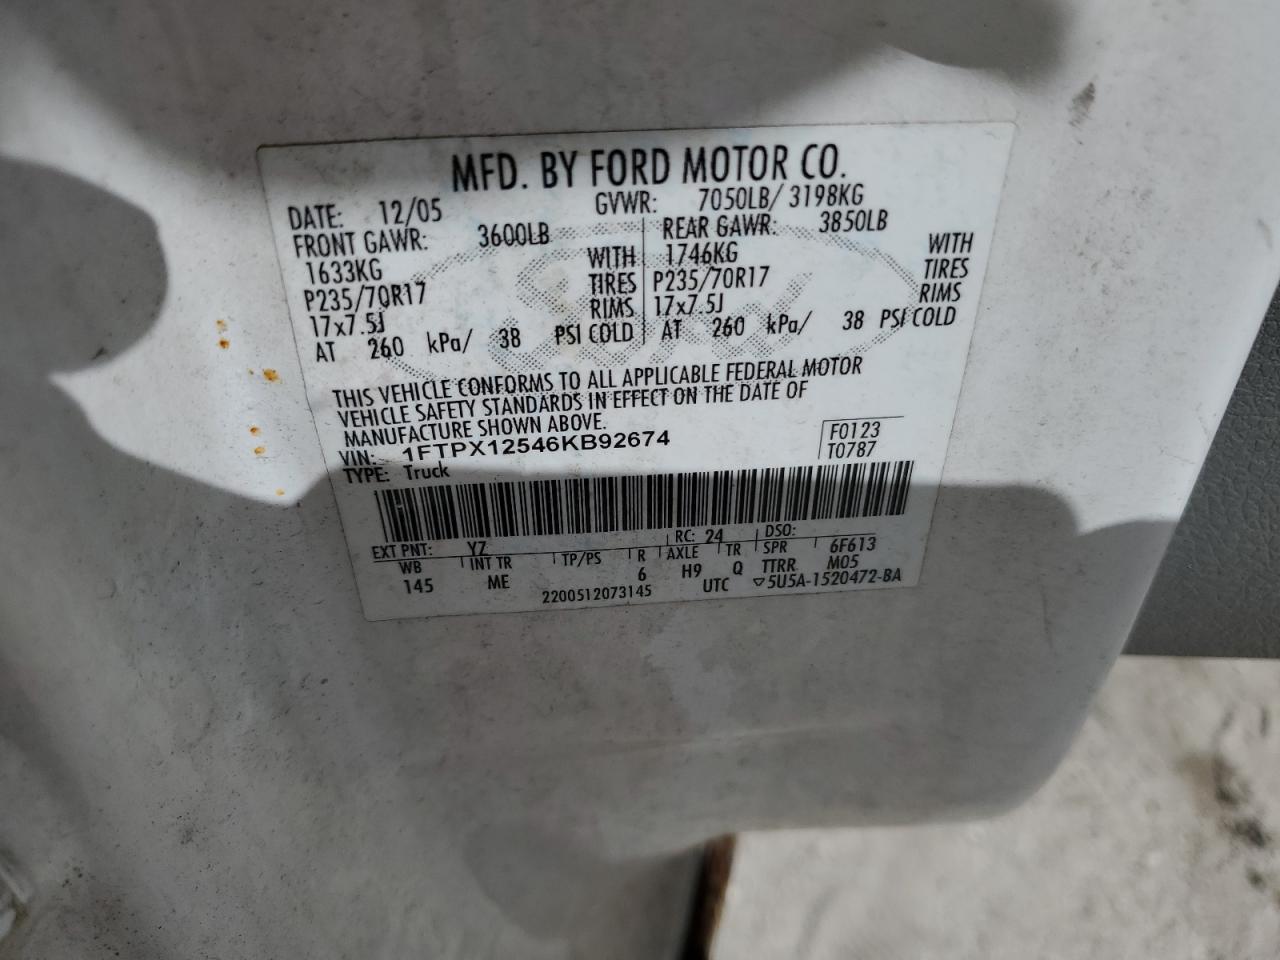 MFD. BY FORD MOTOR CO.
DATE: 12/05 GVWR: 7050LB/ 3198KG
FRONT GAWR: 3600LB REAR GAWR: 3850LB
1633KG WITH 1746KG WITH
P235/70R17 TIRES P235/70R17 TIRES
17x7.5J RIMS 17x7.5J RIMS
AT 260 kPa/ 38 PSI COLD AT 260 kPa/ 38 PSI COLD
THIS VEHICLE CONFORMS TO ALL APPLICABLE FEDERAL MOTOR
VEHICLE SAFETY STANDARDS IN EFFECT ON THE DATE OF
MANUFACTURE SHOWN ABOVE.
VIN: 1FTPX12546KB92674 F0123
TYPE: Truck T0787
EXT PNT: YZ RC: 24 DSO:
WB INT TR TP/PS R AXLE TR SPR 6F613
145 ME 6 H9 Q TTRR M05
2200512073145 UTC ▽5U5A-1520472-BA